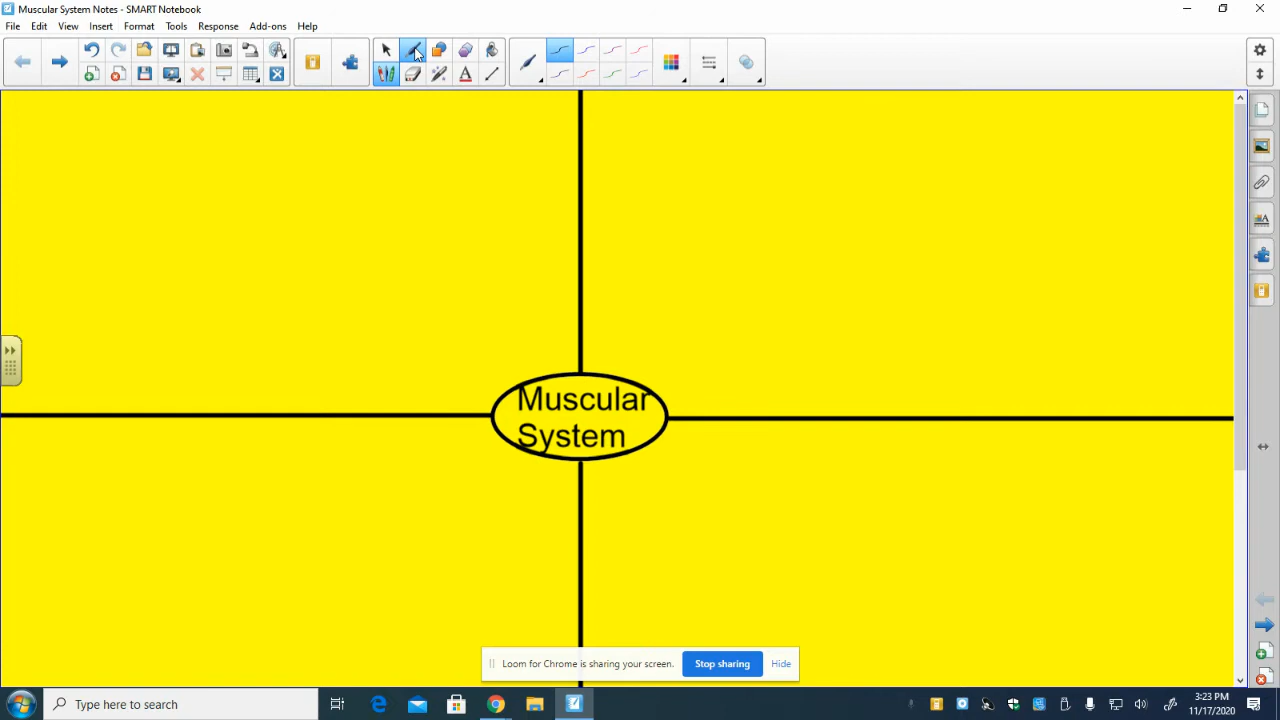 Muscular System Notes - SMART Notebook
File Edit View Insert Format Tools Response Add-ons Help
Muscular
System
Loom for Chrome is sharing your screen. Stop sharing Hide
Type here to search
3:23 PM
11/17/2020